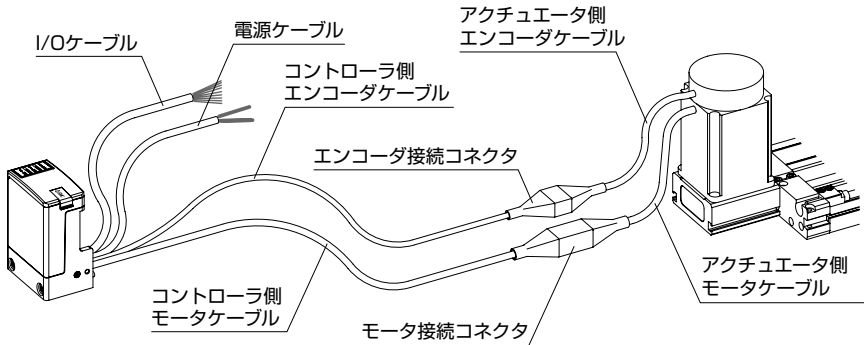 I/Oケーブル
電源ケーブル
コントローラ側
エンコーダケーブル
アクチュエータ側
エンコーダケーブル
エンコーダ接続コネクタ
コントローラ側
モータケーブル
モータ接続コネクタ
アクチュエータ側
モータケーブル